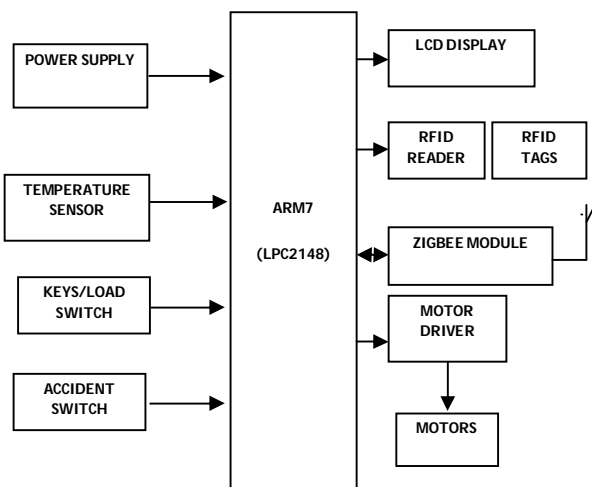 POWER SUPPLY
TEMPERATURE
SENSOR
KEYS/LOAD
SWITCH
ACCIDENT
SWITCH
ARM7
(LPC2148)
LCD DISPLAY
RFID
READER
RFID
TAGS
ZIGBEE MODULE
MOTOR
DRIVER
MOTORS